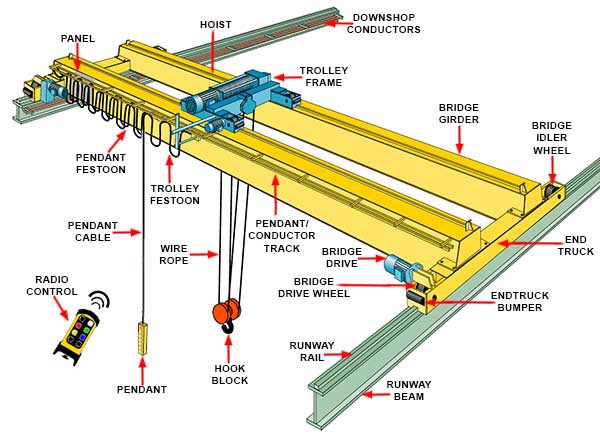 HOIST
DOWNSHOP
CONDUCTORS
PANEL
TROLLEY
FRAME
BRIDGE
GIRDER
BRIDGE
IDLER
WHEEL
PENDANT
FESTOON
TROLLEY
FESTOON
PENDANT
CABLE
WIRE
ROPE
PENDANT/
CONDUCTOR
TRACK
BRIDGE
DRIVE
END
TRUCK
RADIO
CONTROL
BRIDGE
DRIVE WHEEL
ENDTRUCK
BUMPER
RUNWAY
RAIL
HOOK
BLOCK
PENDANT
RUNWAY
BEAM